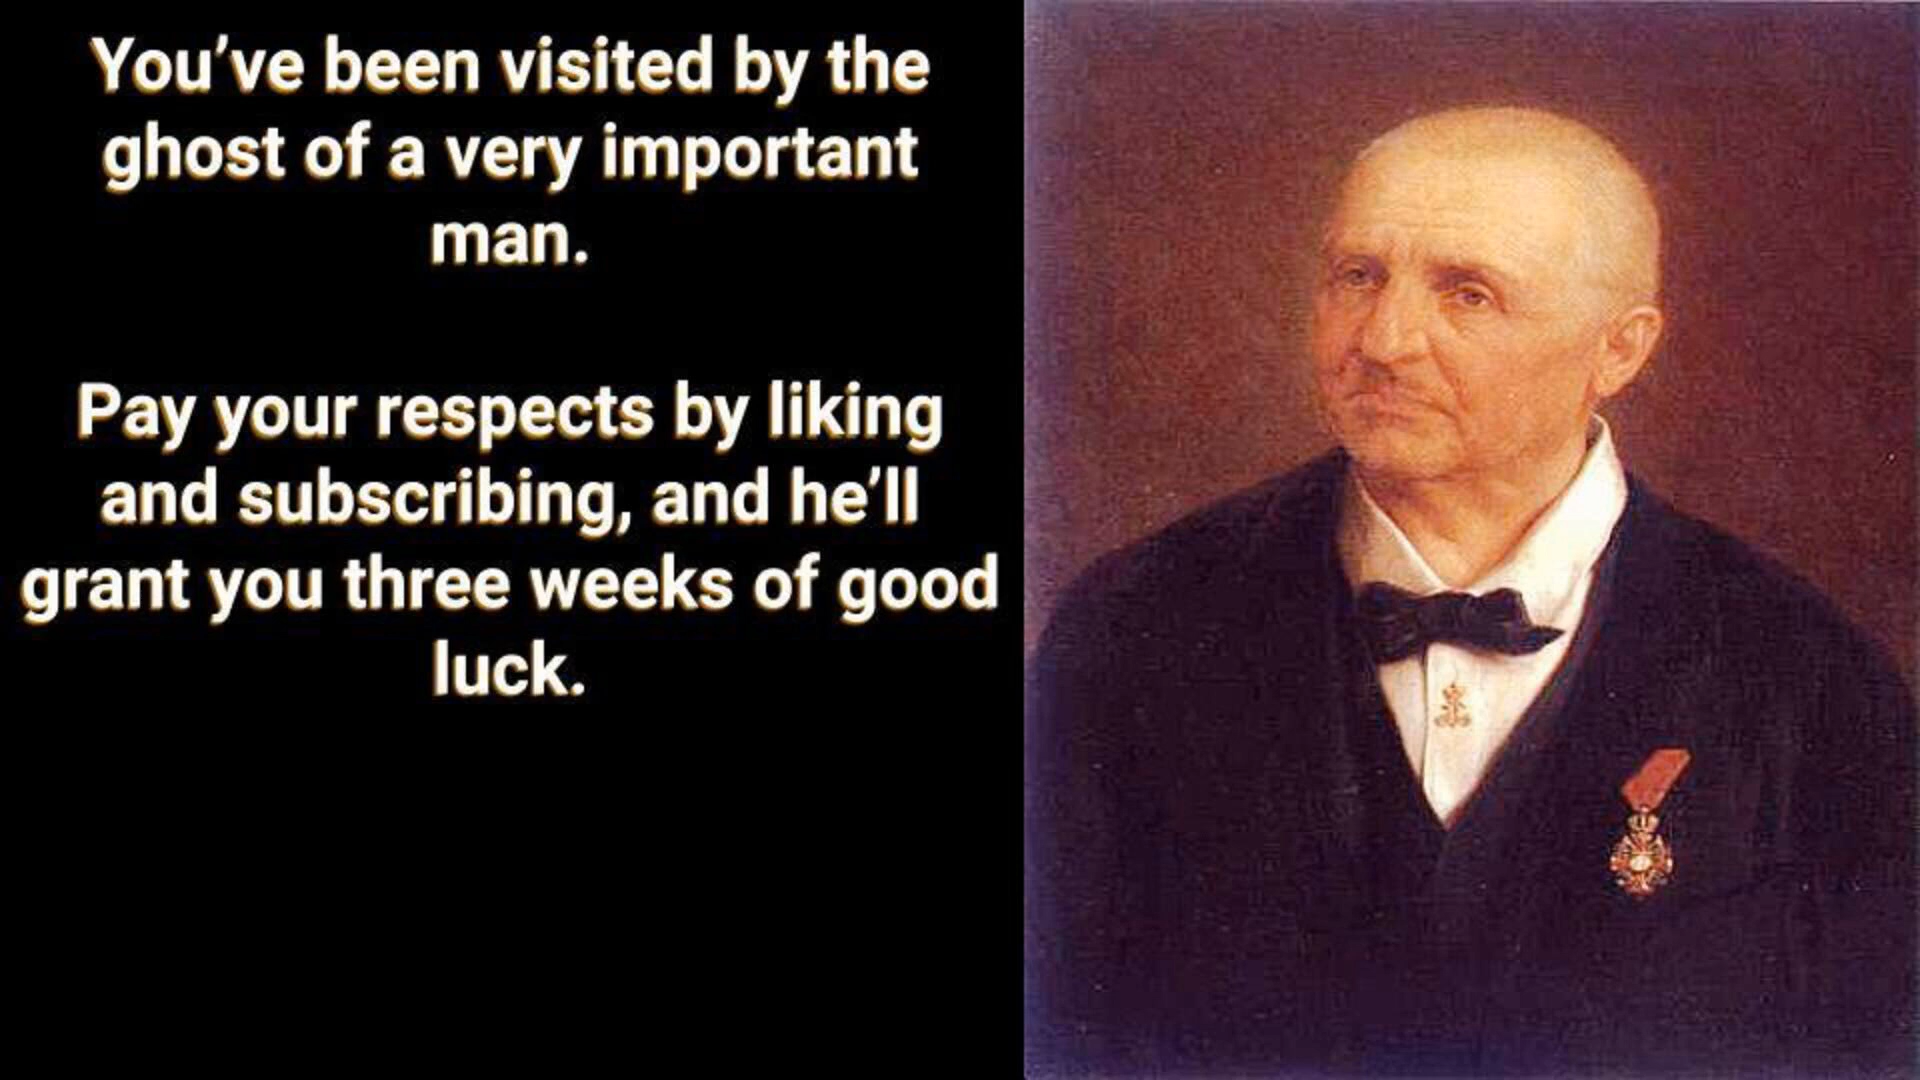 You’ve been visited by the
ghost of a very important
man.
Pay your respects by liking
and subscribing, and he’ll
grant you three weeks of good
luck.